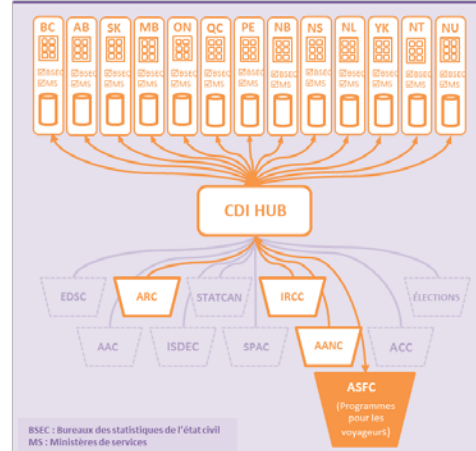 BC AB SK MB ON QC PE NB NS NL YK NT NU
☑BSEC ☑BSEC ☑BSEC ☑BSEC ☑BSEC ☑BSEC ☑BSEC ☑BSEC ☑BSEC ☑BSEC ☑BSEC ☑BSEC ☑BSEC
☑MS ☑MS ☑MS ☑MS ☑MS ☑MS ☑MS ☑MS ☑MS ☑MS ☑MS ☑MS ☑MS
CDI HUB
EDSC ARC STATCAN IRCC ÉLECTIONS
AAC ISDEC SPAC AANC ACC
ASFC
(Programmes
pour les
voyageurs)
BSEC : Bureaux des statistiques de l'état civil
MS : Ministères de services